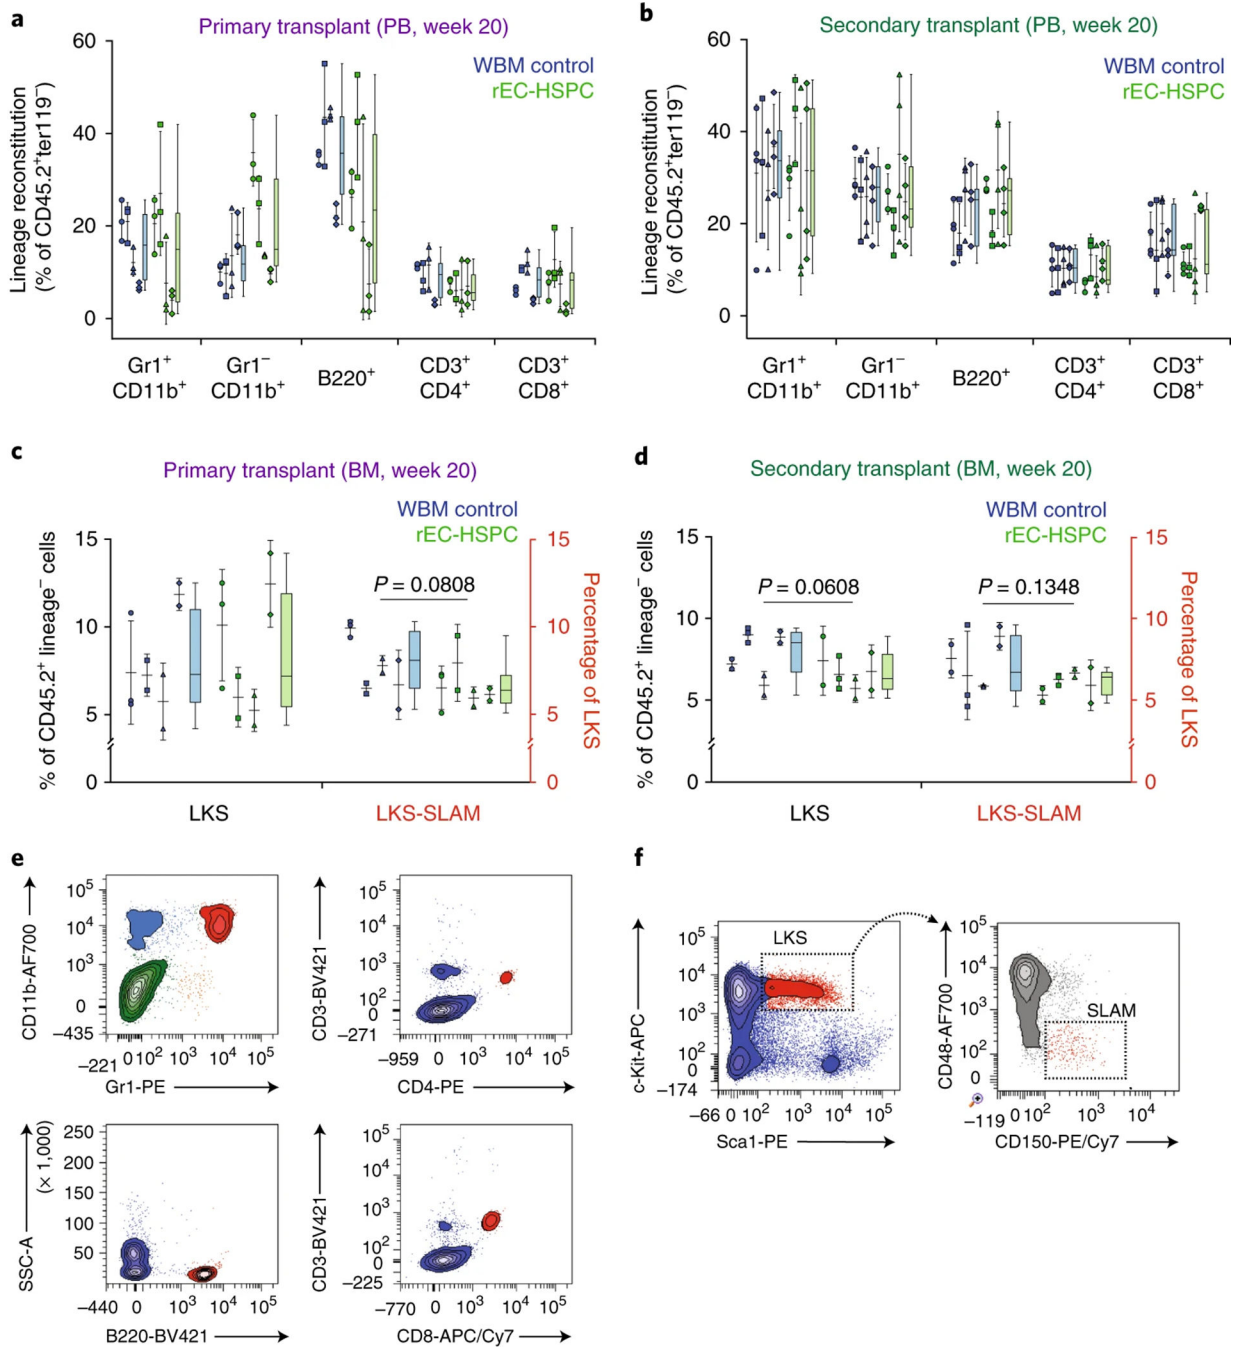 a
Primary transplant (PB, week 20)
WBM control
rEC-HSPC
Lineage reconstitution
(% of CD45.2⁺ter119⁻)
60
40
20
0
Gr1⁺
CD11b⁺
Gr1⁻
CD11b⁺
B220⁺
CD3⁺
CD4⁺
CD3⁺
CD8⁺
b
Secondary transplant (PB, week 20)
WBM control
rEC-HSPC
Lineage reconstitution
(% of CD45.2⁺ter119⁻)
60
40
20
0
Gr1⁺
CD11b⁺
Gr1⁻
CD11b⁺
B220⁺
CD3⁺
CD4⁺
CD3⁺
CD8⁺
c
Primary transplant (BM, week 20)
WBM control
rEC-HSPC
% of CD45.2⁺ lineage⁻ cells
15
10
5
0
P = 0.0808
15
10
5
0
Percentage of LKS
LKS
LKS-SLAM
d
Secondary transplant (BM, week 20)
WBM control
rEC-HSPC
% of CD45.2⁺ lineage⁻ cells
15
10
5
0
P = 0.0608
P = 0.1348
15
10
5
0
Percentage of LKS
LKS
LKS-SLAM
e
CD11b-AF700
10⁵
10⁴
10³
0
−435
−221
10² 10³ 10⁴ 10⁵
Gr1-PE
CD3-BV421
10⁵
10⁴
10³
10²
0
−271
−959 0 10³ 10⁴ 10⁵
CD4-PE
SSC-A
(× 1,000)
250
200
150
100
50
−440 0 10³ 10⁴ 10⁵
B220-BV421
CD3-BV421
10⁵
10⁴
10³
10²
0
−225
−770 0 10³ 10⁴ 10⁵
CD8-APC/Cy7
f
c-Kit-APC
10⁵
10⁴
10³
10²
0
−174
LKS
−66 0 10² 10³ 10⁴ 10⁵
Sca1-PE
CD48-AF700
10⁵
10⁴
10³
10²
0
SLAM
−119 0 10² 10³ 10⁴
CD150-PE/Cy7